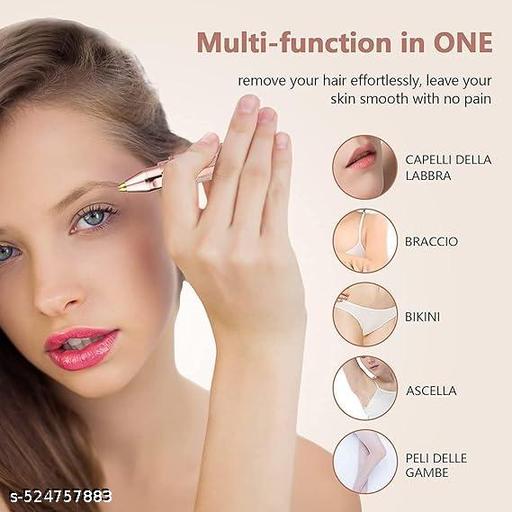 Multi-function in ONE
remove your hair effortlessly, leave your
skin smooth with no pain
CAPELLI DELLA
LABBRA
BRACCIO
BIKINI
ASCELLA
PELI DELLE
GAMBE
s-524757883